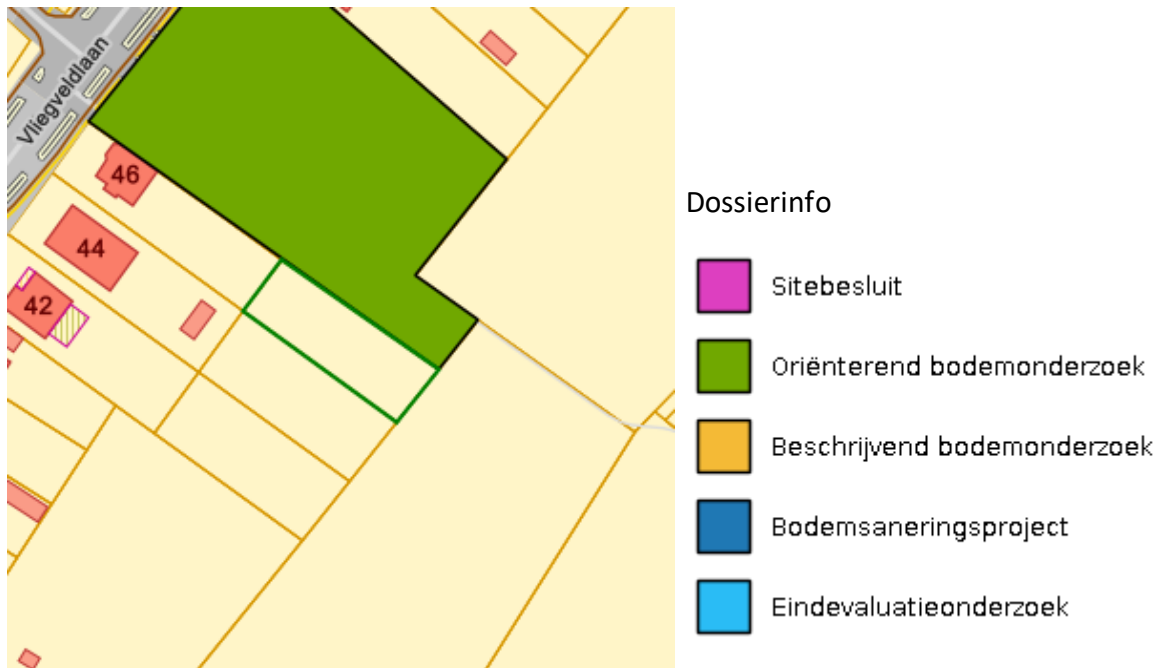 Vliegveldlaan
46
44
42
Dossierinfo
Sitebesluit
Oriënterend bodemonderzoek
Beschrijvend bodemonderzoek
Bodemsaneringsproject
Eindevaluatieonderzoek